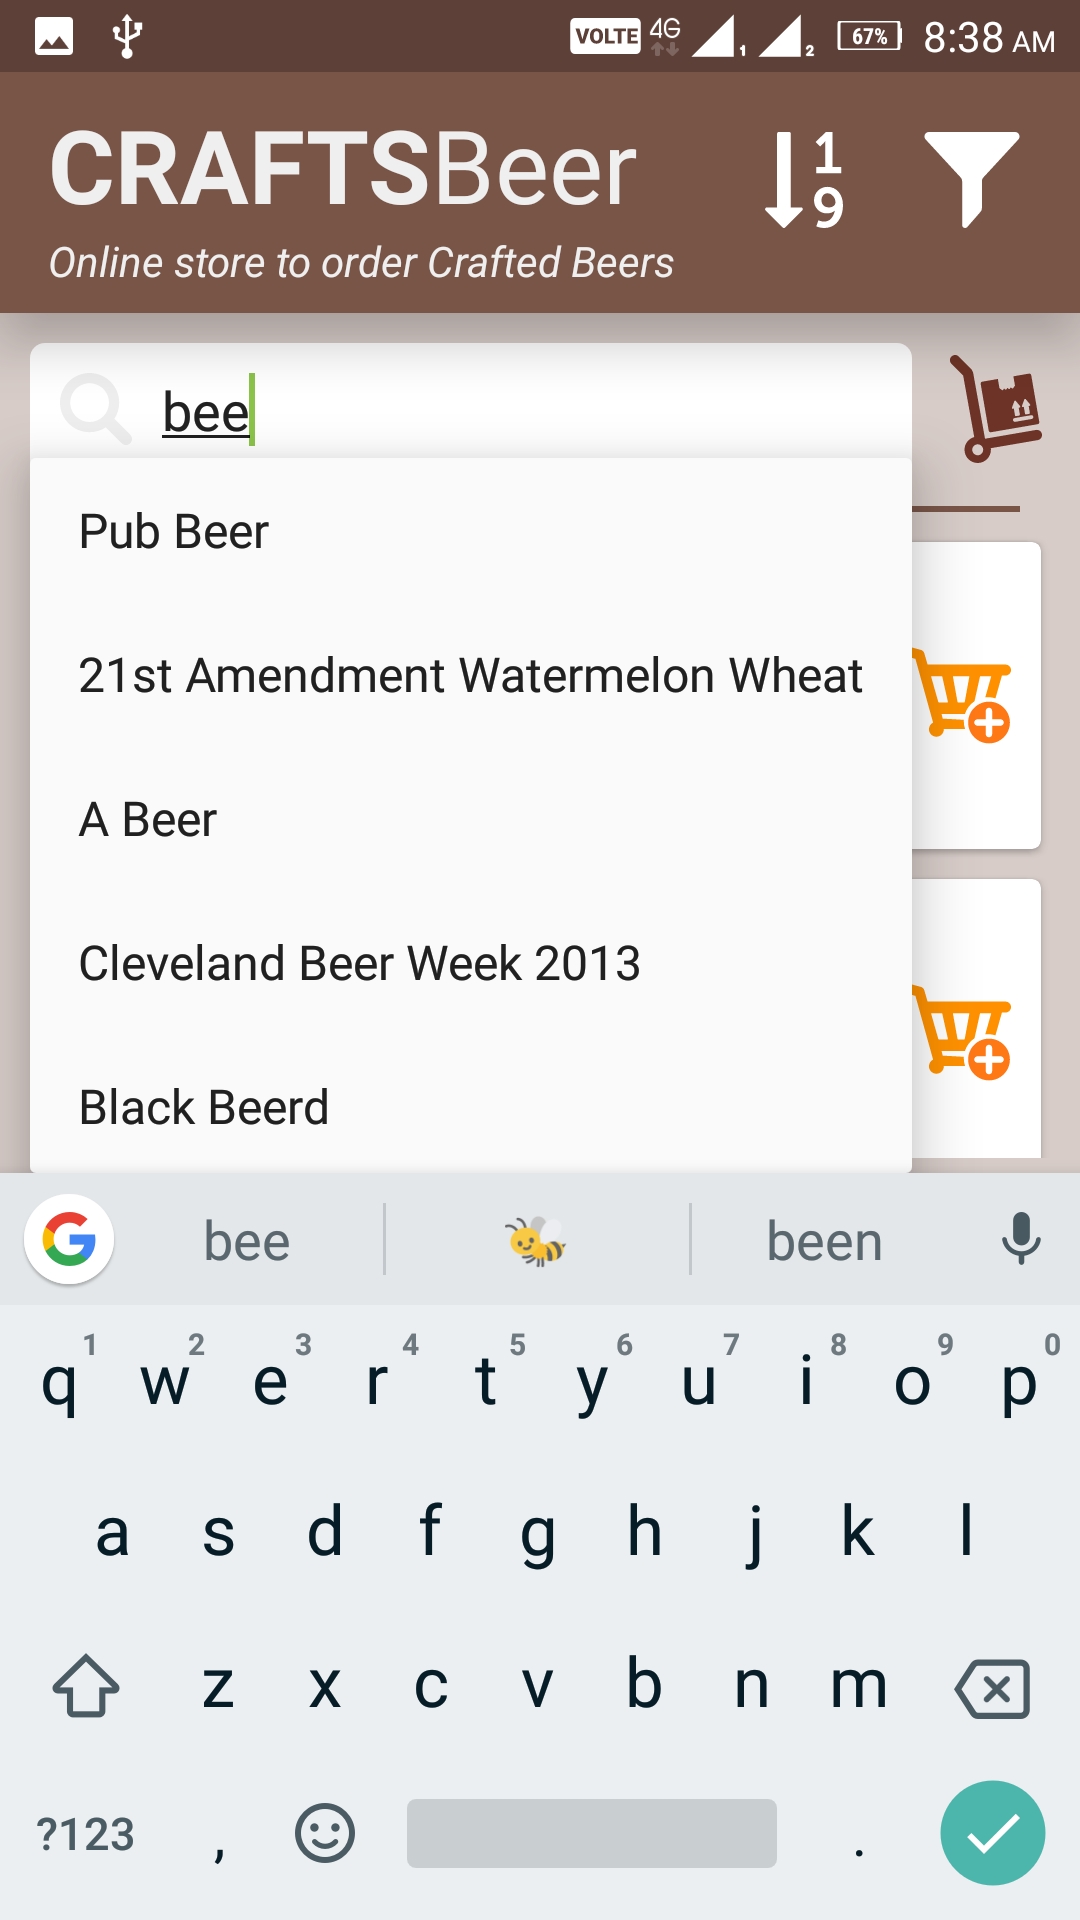 VOLTE 4G 1 2 67% 8:38 AM
CRAFTSBeer
1
9
Online store to order Crafted Beers
bee
Pub Beer
21st Amendment Watermelon Wheat
A Beer
Cleveland Beer Week 2013
Black Beerd
G bee been
1 2 3 4 5 6 7 8 9 0
q w e r t y u i o p
a s d f g h j k l
z x c v b n m
?123 , .